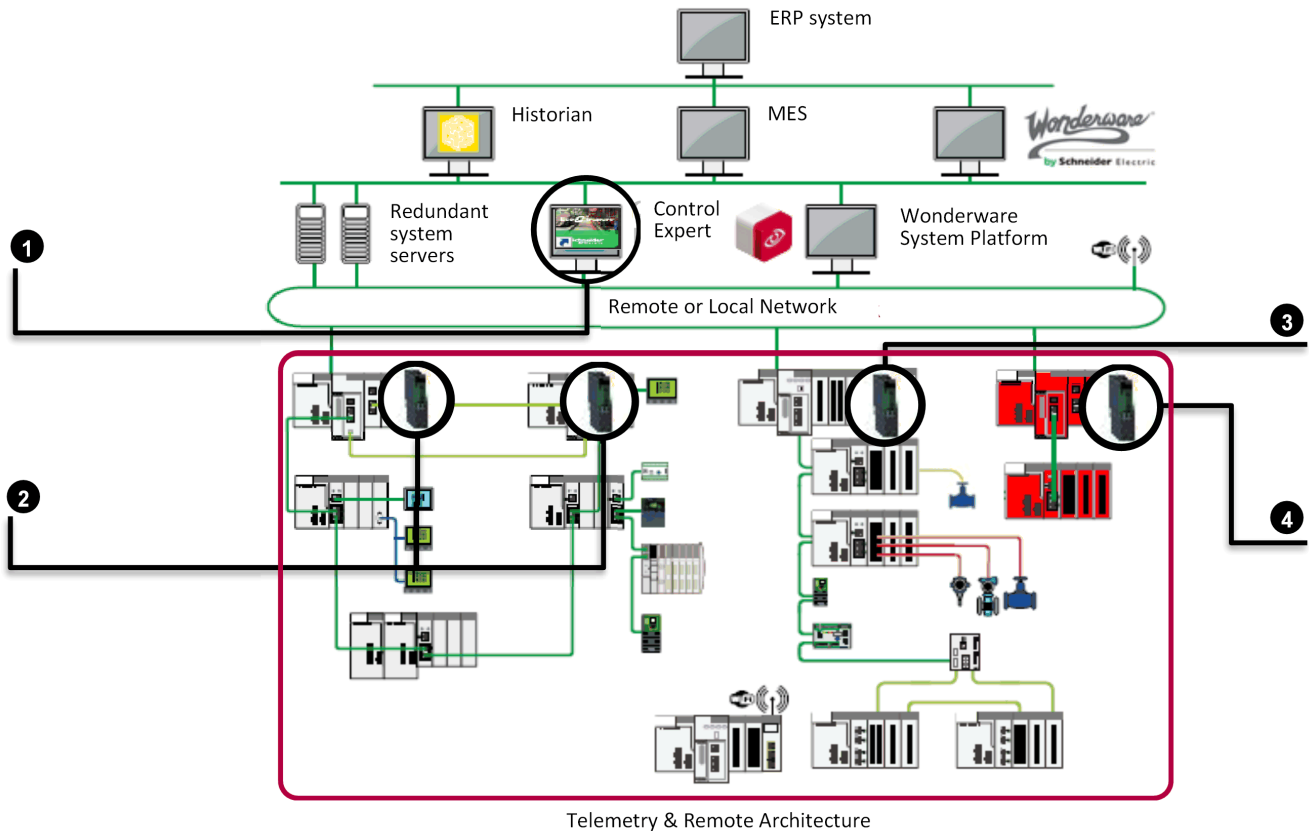 ERP system
Historian
MES
Wonderware
by Schneider Electric
Redundant
system
servers
Control
Expert
Wonderware
System Platform
1
Remote or Local Network
3
2
4
Telemetry & Remote Architecture